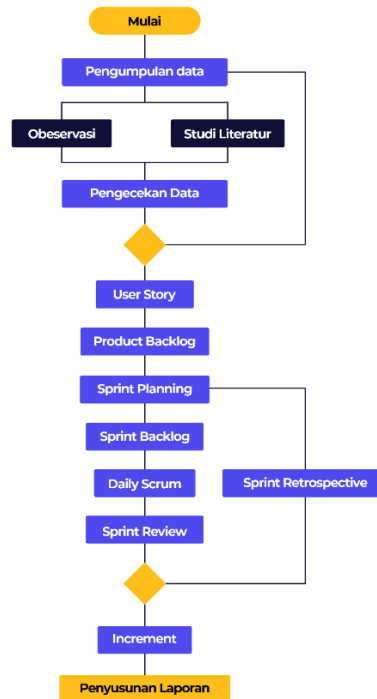 Mulai
Pengumpulan data
Obeservasi
Studi Literatur
Pengecekan Data
User Story
Product Backlog
Sprint Planning
Sprint Backlog
Daily Scrum
Sprint Retrospective
Sprint Review
Increment
Penyusunan Laporan